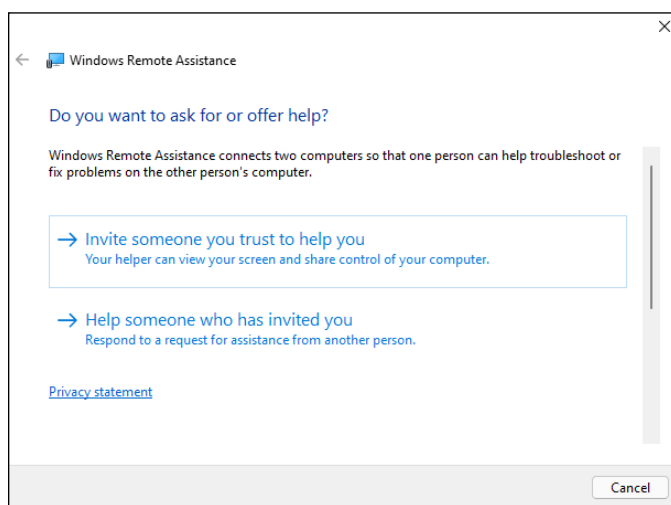 Windows Remote Assistance
Do you want to ask for or offer help?
Windows Remote Assistance connects two computers so that one person can help troubleshoot or
fix problems on the other person's computer.
Invite someone you trust to help you
Your helper can view your screen and share control of your computer.
Help someone who has invited you
Respond to a request for assistance from another person.
Privacy statement
Cancel